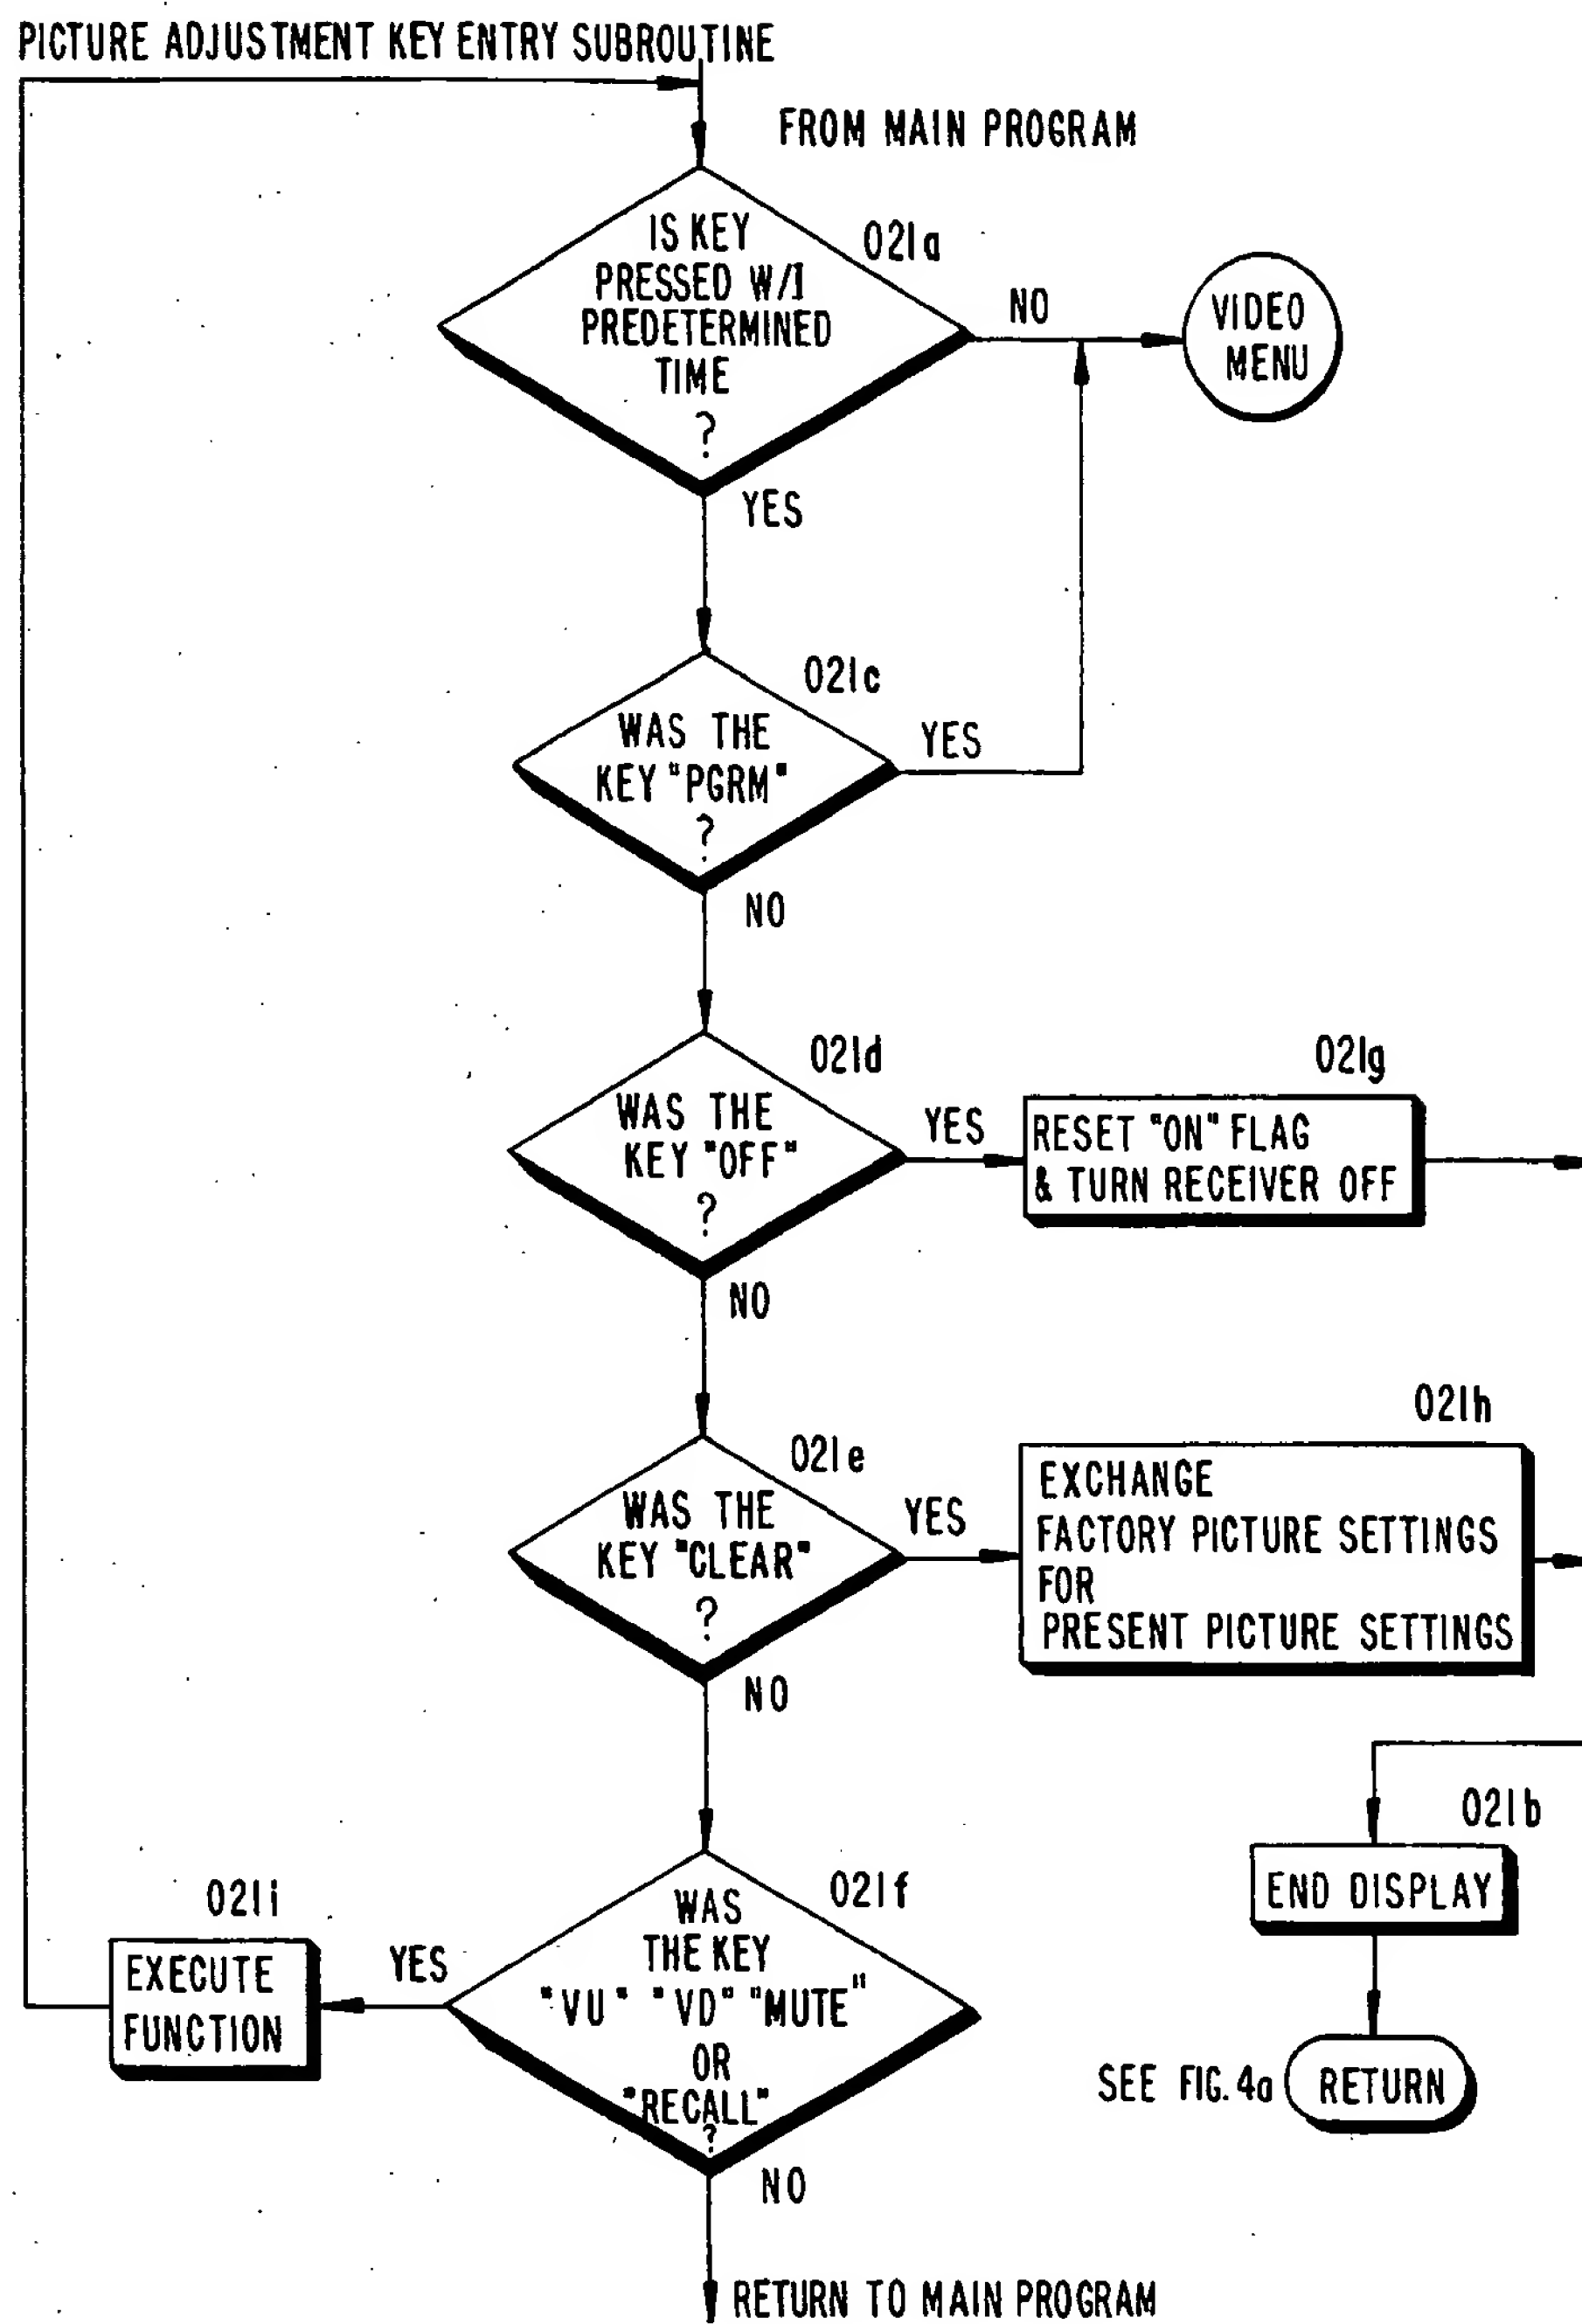 PICTURE ADJUSTMENT KEY ENTRY SUBROUTINE
FROM MAIN PROGRAM
IS KEY
PRESSED W/I
PREDETERMINED
TIME
?
021a
NO
VIDEO
MENU
YES
021c
WAS THE
KEY "PGRM"
?
YES
NO
021d
WAS THE
KEY "OFF"
?
YES
021g
RESET "ON" FLAG
& TURN RECEIVER OFF
NO
021e
WAS THE
KEY "CLEAR"
?
YES
021h
EXCHANGE
FACTORY PICTURE SETTINGS
FOR
PRESENT PICTURE SETTINGS
NO
021b
END DISPLAY
021f
WAS
THE KEY
"VU" "VD" "MUTE"
OR
"RECALL"
?
YES
021i
EXECUTE
FUNCTION
SEE FIG. 4a
RETURN
NO
RETURN TO MAIN PROGRAM